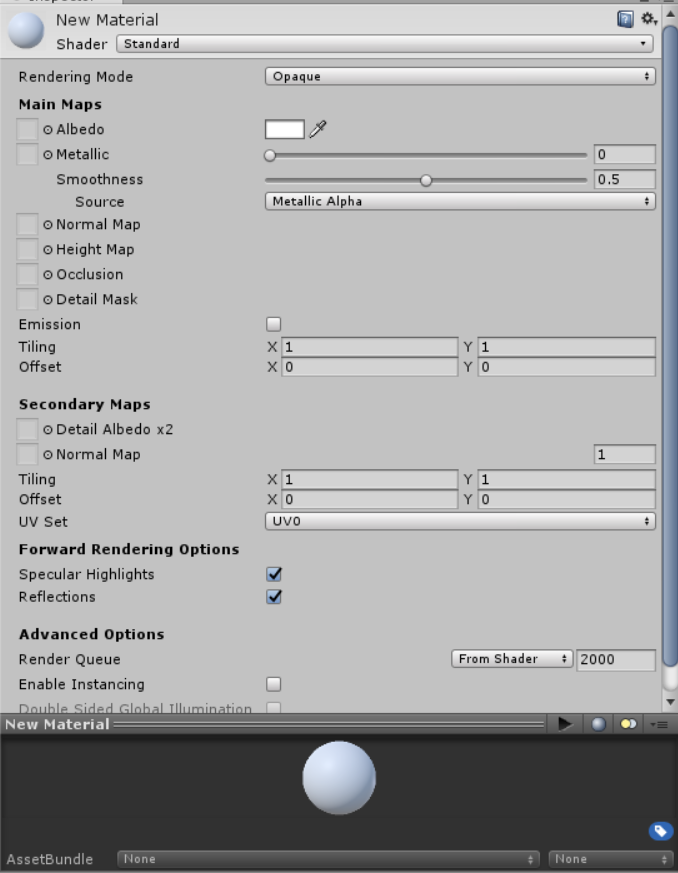 Inspector
New Material
Shader Standard
Rendering Mode Opaque
Main Maps
Albedo
Metallic 0
Smoothness 0.5
Source Metallic Alpha
Normal Map
Height Map
Occlusion
Detail Mask
Emission
Tiling X 1 Y 1
Offset X 0 Y 0
Secondary Maps
Detail Albedo x2
Normal Map 1
Tiling X 1 Y 1
Offset X 0 Y 0
UV Set UV0
Forward Rendering Options
Specular Highlights
Reflections
Advanced Options
Render Queue From Shader 2000
Enable Instancing
Double Sided Global Illumination
New Material
AssetBundle None None